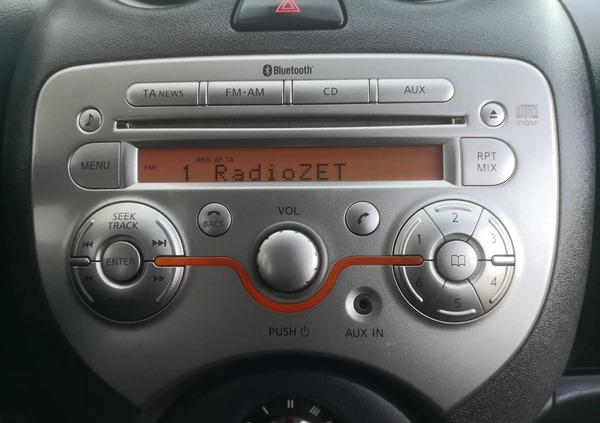 Bluetooth
TA NEWS
FM·AM
CD
AUX
CY05F
MENU
FM1
REG AF TA
1 RadioZET
RPT
MIX
SEEK
TRACK
ENTER
BACK
VOL
PUSH
AUX IN
1
2
3
4
5
6